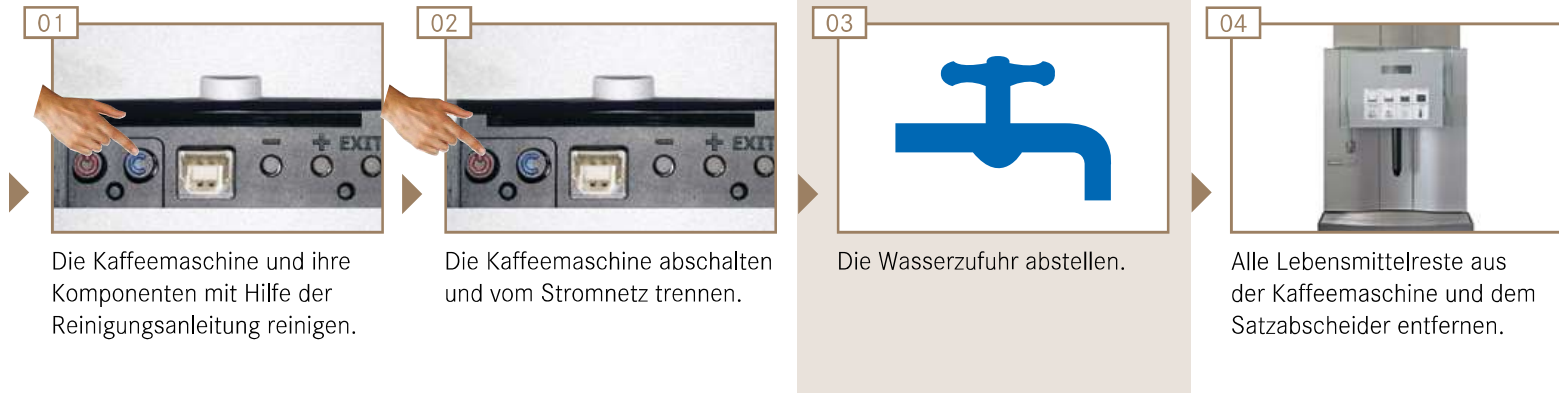 01
02
03
04
− + EXIT
− + EXIT
Die Kaffeemaschine und ihre
Komponenten mit Hilfe der
Reinigungsanleitung reinigen.
Die Kaffeemaschine abschalten
und vom Stromnetz trennen.
Die Wasserzufuhr abstellen.
Alle Lebensmittelreste aus
der Kaffeemaschine und dem
Satzabscheider entfernen.